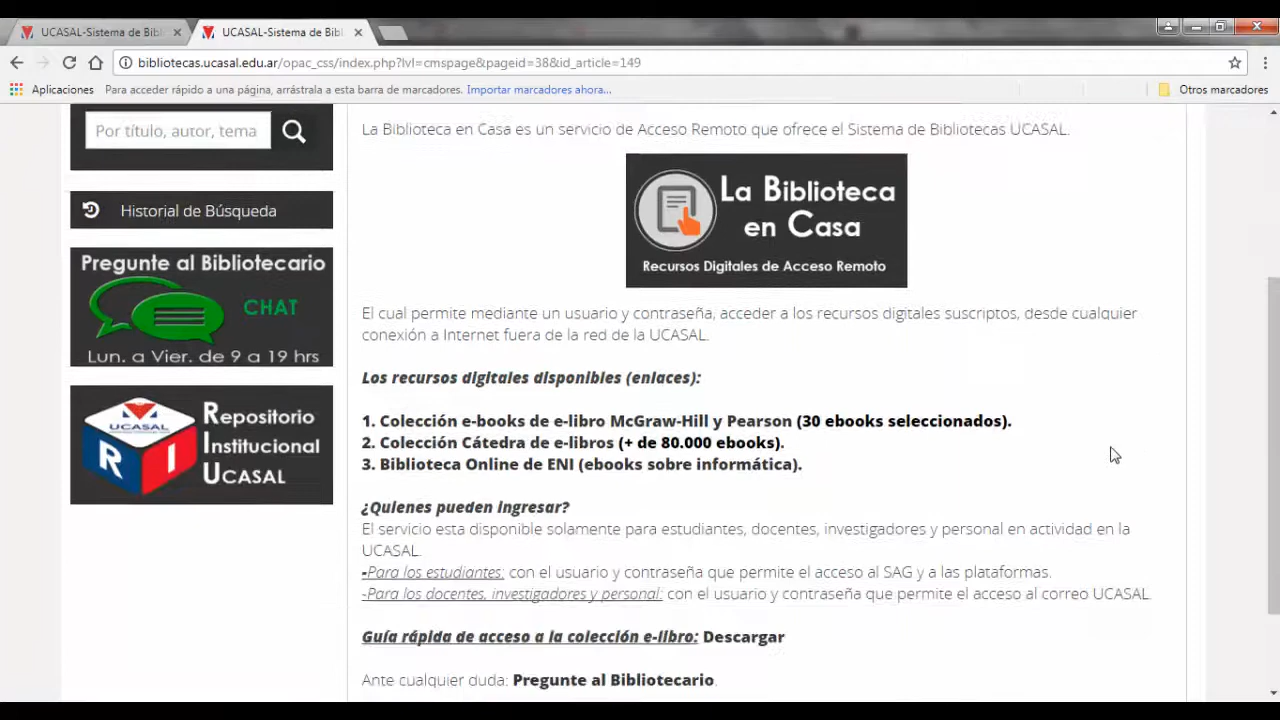 UCASAL-Sistema de Bibl
UCASAL-Sistema de Bibl
bibliotecas.ucasal.edu.ar/opac_css/index.php?lvl=cmspage&pageid=38&id_article=149
Aplicaciones Para acceder rápido a una página, arrástrala a esta barra de marcadores. Importar marcadores ahora... Otros marcadores
Por título, autor, tema
Historial de Búsqueda
Pregunte al Bibliotecario
CHAT
Lun. a Vier. de 9 a 19 hrs
UCASAL
R I
Repositorio
Institucional
UCASAL
La Biblioteca en Casa es un servicio de Acceso Remoto que ofrece el Sistema de Bibliotecas UCASAL.
La Biblioteca
en Casa
Recursos Digitales de Acceso Remoto
El cual permite mediante un usuario y contraseña, acceder a los recursos digitales suscriptos, desde cualquier
conexión a Internet fuera de la red de la UCASAL.
Los recursos digitales disponibles (enlaces):
1. Colección e-books de e-libro McGraw-Hill y Pearson (30 ebooks seleccionados).
2. Colección Cátedra de e-libros (+ de 80.000 ebooks).
3. Biblioteca Online de ENI (ebooks sobre informática).
¿Quienes pueden ingresar?
El servicio esta disponible solamente para estudiantes, docentes, investigadores y personal en actividad en la
UCASAL.
-Para los estudiantes: con el usuario y contraseña que permite el acceso al SAG y a las plataformas.
-Para los docentes, investigadores y personal: con el usuario y contraseña que permite el acceso al correo UCASAL.
Guía rápida de acceso a la colección e-libro: Descargar
Ante cualquier duda: Pregunte al Bibliotecario.